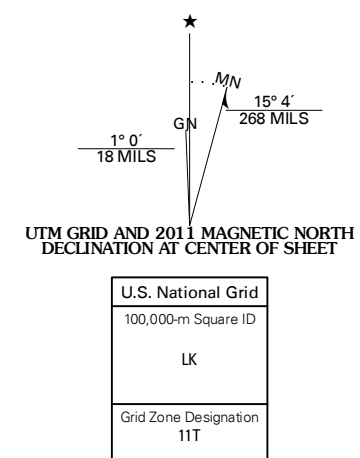 MN
GN
15° 4´
268 MILS
1° 0´
18 MILS
UTM GRID AND 2011 MAGNETIC NORTH
DECLINATION AT CENTER OF SHEET
U.S. National Grid
100,000-m Square ID
LK
Grid Zone Designation
11T